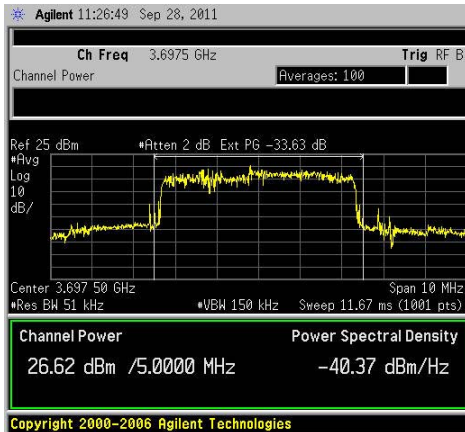 Agilent 11:26:49 Sep 28, 2011
Ch Freq 3.6975 GHz Trig RF B
Channel Power Averages: 100
Ref 25 dBm #Atten 2 dB Ext PG -33.63 dB
#Avg
Log
10
dB/
Center 3.697 50 GHz Span 10 MHz
#Res BW 51 kHz #VBW 150 kHz Sweep 11.67 ms (1001 pts)
Channel Power Power Spectral Density
26.62 dBm /5.0000 MHz -40.37 dBm/Hz
Copyright 2000-2006 Agilent Technologies